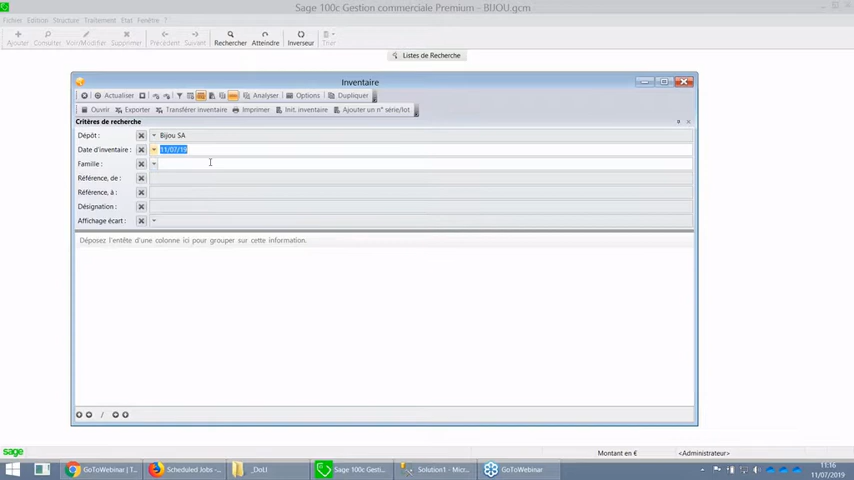 Sage 100c Gestion commerciale Premium - BIJOU.gcm
Fichier Edition Structure Traitement Etat Fenêtre ?
Ajouter Consulter Voir/Modifier Supprimer Précédent Suivant Rechercher Atteindre Inverseur Trier
Listes de Recherche
Inventaire
Actualiser Analyser Options Dupliquer
Ouvrir Exporter Transférer inventaire Imprimer Init. inventaire Ajouter un n° série/lot
Critères de recherche
Dépôt : Bijou SA
Date d'inventaire : 11/07/19
Famille :
Référence, de :
Référence, à :
Désignation :
Affichage écart :
Déposez l'entête d'une colonne ici pour grouper sur cette information.
/
sage Montant en € <Administrateur>
GoToWebinar | T... Scheduled Jobs -... _DoU Sage 100c Gesti... Solution1 - Micr... GoToWebinar 11:16
11/07/2019